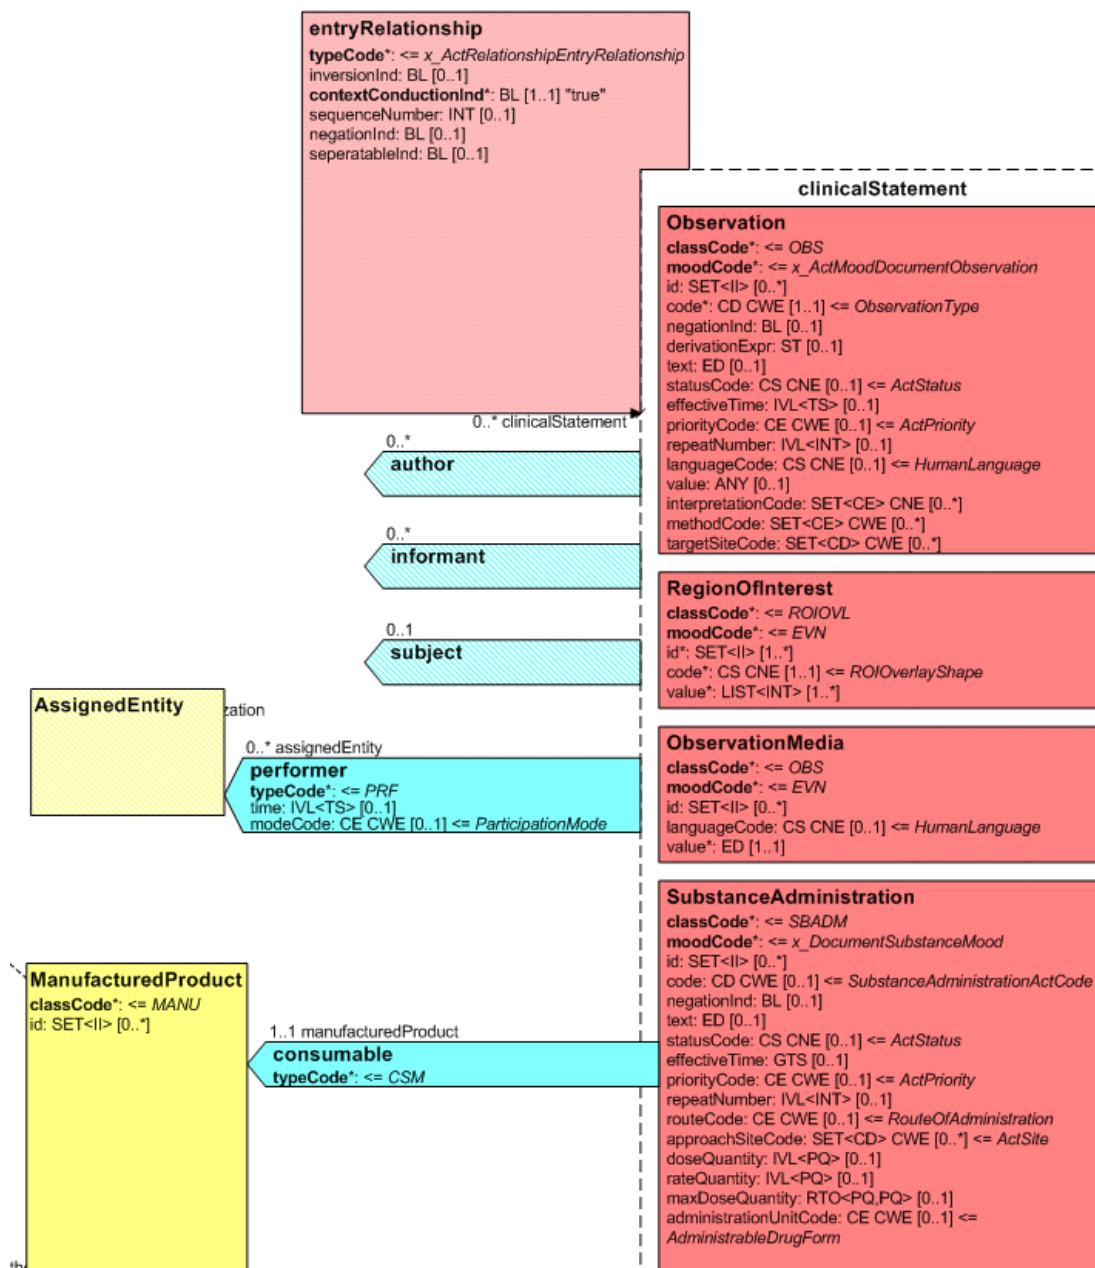 entryRelationship
typeCode*: <= x_ActRelationshipEntryRelationship
inversionInd: BL [0..1]
contextConductionInd*: BL [1..1] "true"
sequenceNumber: INT [0..1]
negationInd: BL [0..1]
seperatableInd: BL [0..1]
clinicalStatement
Observation
classCode*: <= OBS
moodCode*: <= x_ActMoodDocumentObservation
id: SET<II> [0..*]
code*: CD CWE [1..1] <= ObservationType
negationInd: BL [0..1]
derivationExpr: ST [0..1]
text: ED [0..1]
statusCode: CS CNE [0..1] <= ActStatus
effectiveTime: IVL<TS> [0..1]
priorityCode: CE CWE [0..1] <= ActPriority
repeatNumber: IVL<INT> [0..1]
languageCode: CS CNE [0..1] <= HumanLanguage
value: ANY [0..1]
interpretationCode: SET<CE> CNE [0..*]
methodCode: SET<CE> CWE [0..*]
targetSiteCode: SET<CD> CWE [0..*]
0..* clinicalStatement
0..*
author
0..*
informant
0..1
subject
RegionOfInterest
classCode*: <= ROIOVL
moodCode*: <= EVN
id*: SET<II> [1..*]
code*: CS CNE [1..1] <= ROIOverlayShape
value*: LIST<INT> [1..*]
AssignedEntity
zation
0..* assignedEntity
performer
typeCode*: <= PRF
time: IVL<TS> [0..1]
modeCode: CE CWE [0..1] <= ParticipationMode
ObservationMedia
classCode*: <= OBS
moodCode*: <= EVN
id: SET<II> [0..*]
languageCode: CS CNE [0..1] <= HumanLanguage
value*: ED [1..1]
SubstanceAdministration
classCode*: <= SBADM
moodCode*: <= x_DocumentSubstanceMood
id: SET<II> [0..*]
code: CD CWE [0..1] <= SubstanceAdministrationActCode
negationInd: BL [0..1]
text: ED [0..1]
statusCode: CS CNE [0..1] <= ActStatus
effectiveTime: GTS [0..1]
priorityCode: CE CWE [0..1] <= ActPriority
repeatNumber: IVL<INT> [0..1]
routeCode: CE CWE [0..1] <= RouteOfAdministration
approachSiteCode: SET<CD> CWE [0..*] <= ActSite
doseQuantity: IVL<PQ> [0..1]
rateQuantity: IVL<PQ> [0..1]
maxDoseQuantity: RTO<PQ,PQ> [0..1]
administrationUnitCode: CE CWE [0..1] <=
AdministrableDrugForm
ManufacturedProduct
classCode*: <= MANU
id: SET<II> [0..*]
1..1 manufacturedProduct
consumable
typeCode*: <= CSM